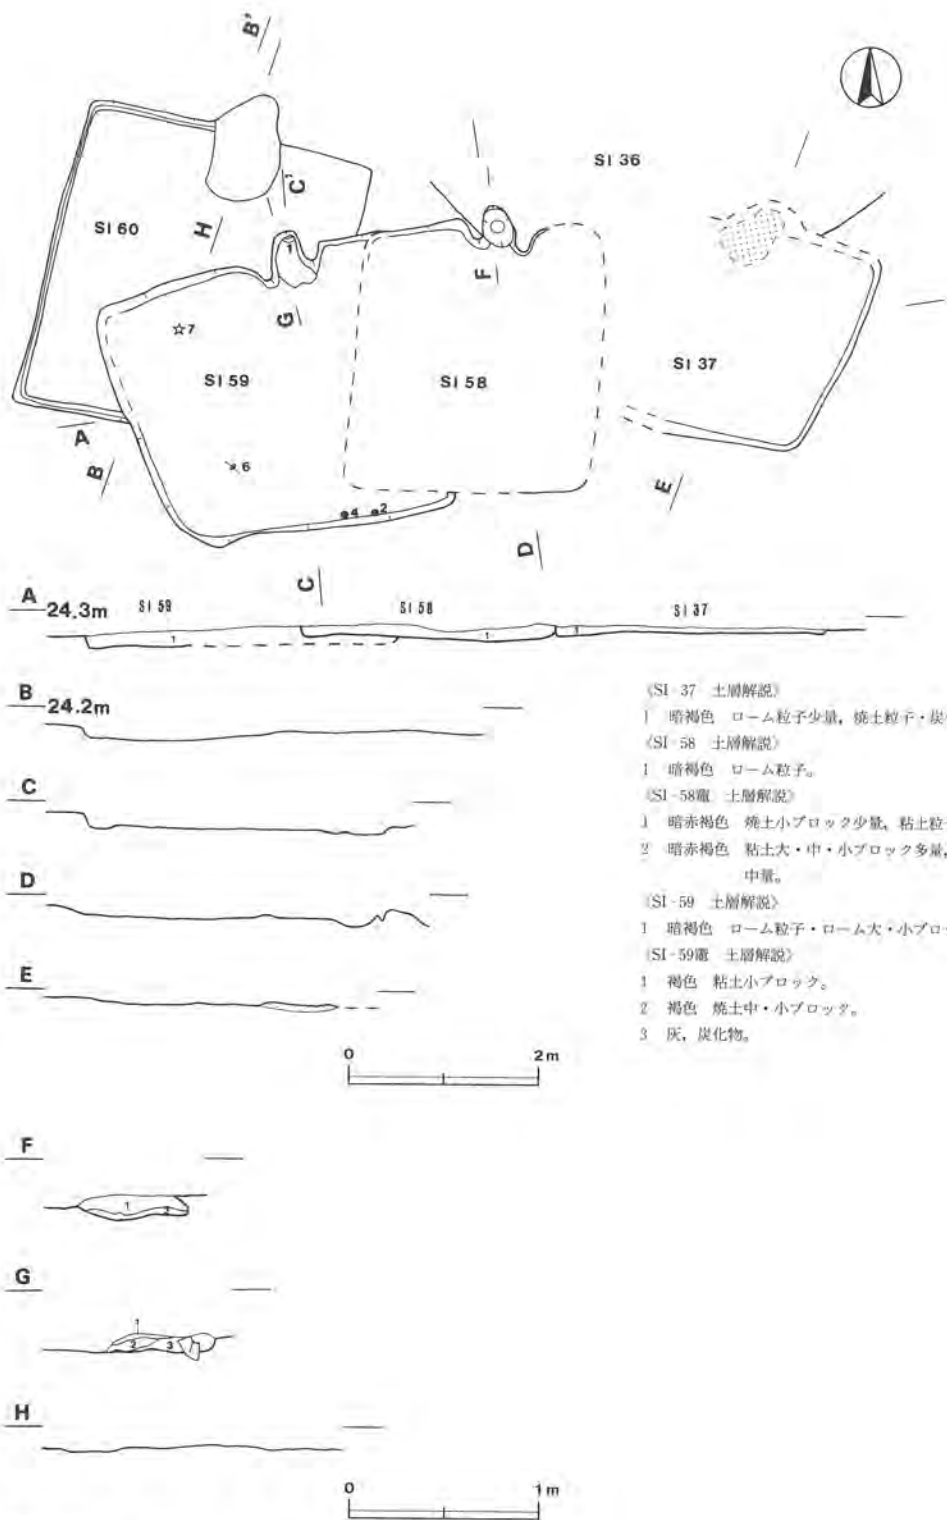 B'
SI 36
C'
SI 60
H
1
F
G
☆7
SI 37
SI 59
SI 58
A
B
6
E
4 2
D
C
A 24.3m SI 59 SI 58 SI 37
1 1 1
B 24.2m
C
D
E
《SI-37 土層解説》
1 暗褐色 ローム粒子少量，焼土粒子・炭
《SI-58 土層解説》
1 暗褐色 ローム粒子。
《SI-58竈 土層解説》
1 暗赤褐色 焼土小ブロック少量，粘土粒
2 暗赤褐色 粘土大・中・小ブロック多量，
中量。
《SI-59 土層解説》
1 暗褐色 ローム粒子・ローム大・小ブロ
《SI-59竈 土層解説》
1 褐色 粘土小ブロック。
2 褐色 焼土中・小ブロック。
3 灰，炭化物。
0 2m
F
1 2
G
1
2 3
H
0 1m